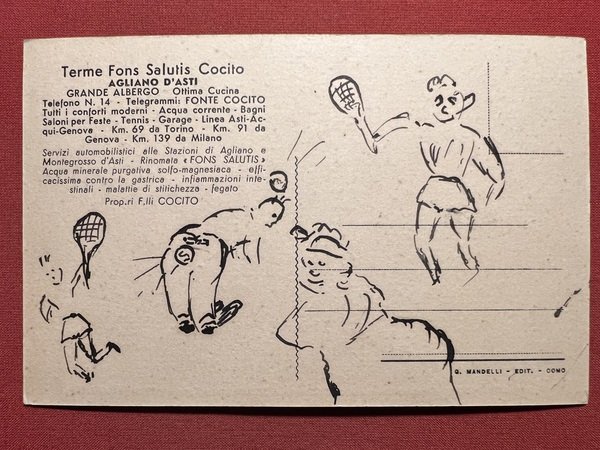 Terme Fons Salutis Cocito
AGLIANO D'ASTI
GRANDE ALBERGO - Ottima Cucina
Telefono N. 14 - Telegrammi: FONTE COCITO
Tutti i conforti moderni - Acqua corrente - Bagni
Saloni per Feste - Tennis - Garage - Linea Asti-Ac-
qui-Genova - Km. 69 da Torino - Km. 91 da
Genova - Km. 139 da Milano
Servizi automobilistici alle Stazioni di Agliano e
Montegrosso d'Asti - Rinomata «FONS SALUTIS»
Acqua minerale purgativa solfo-magnesiaca - effi-
cacissima contro la gastrica - infiammazioni inte-
stinali - malattie di stitichezza - fegato
Prop.ri F.lli COCITO
G. MANDELLI - EDIT. - COMO